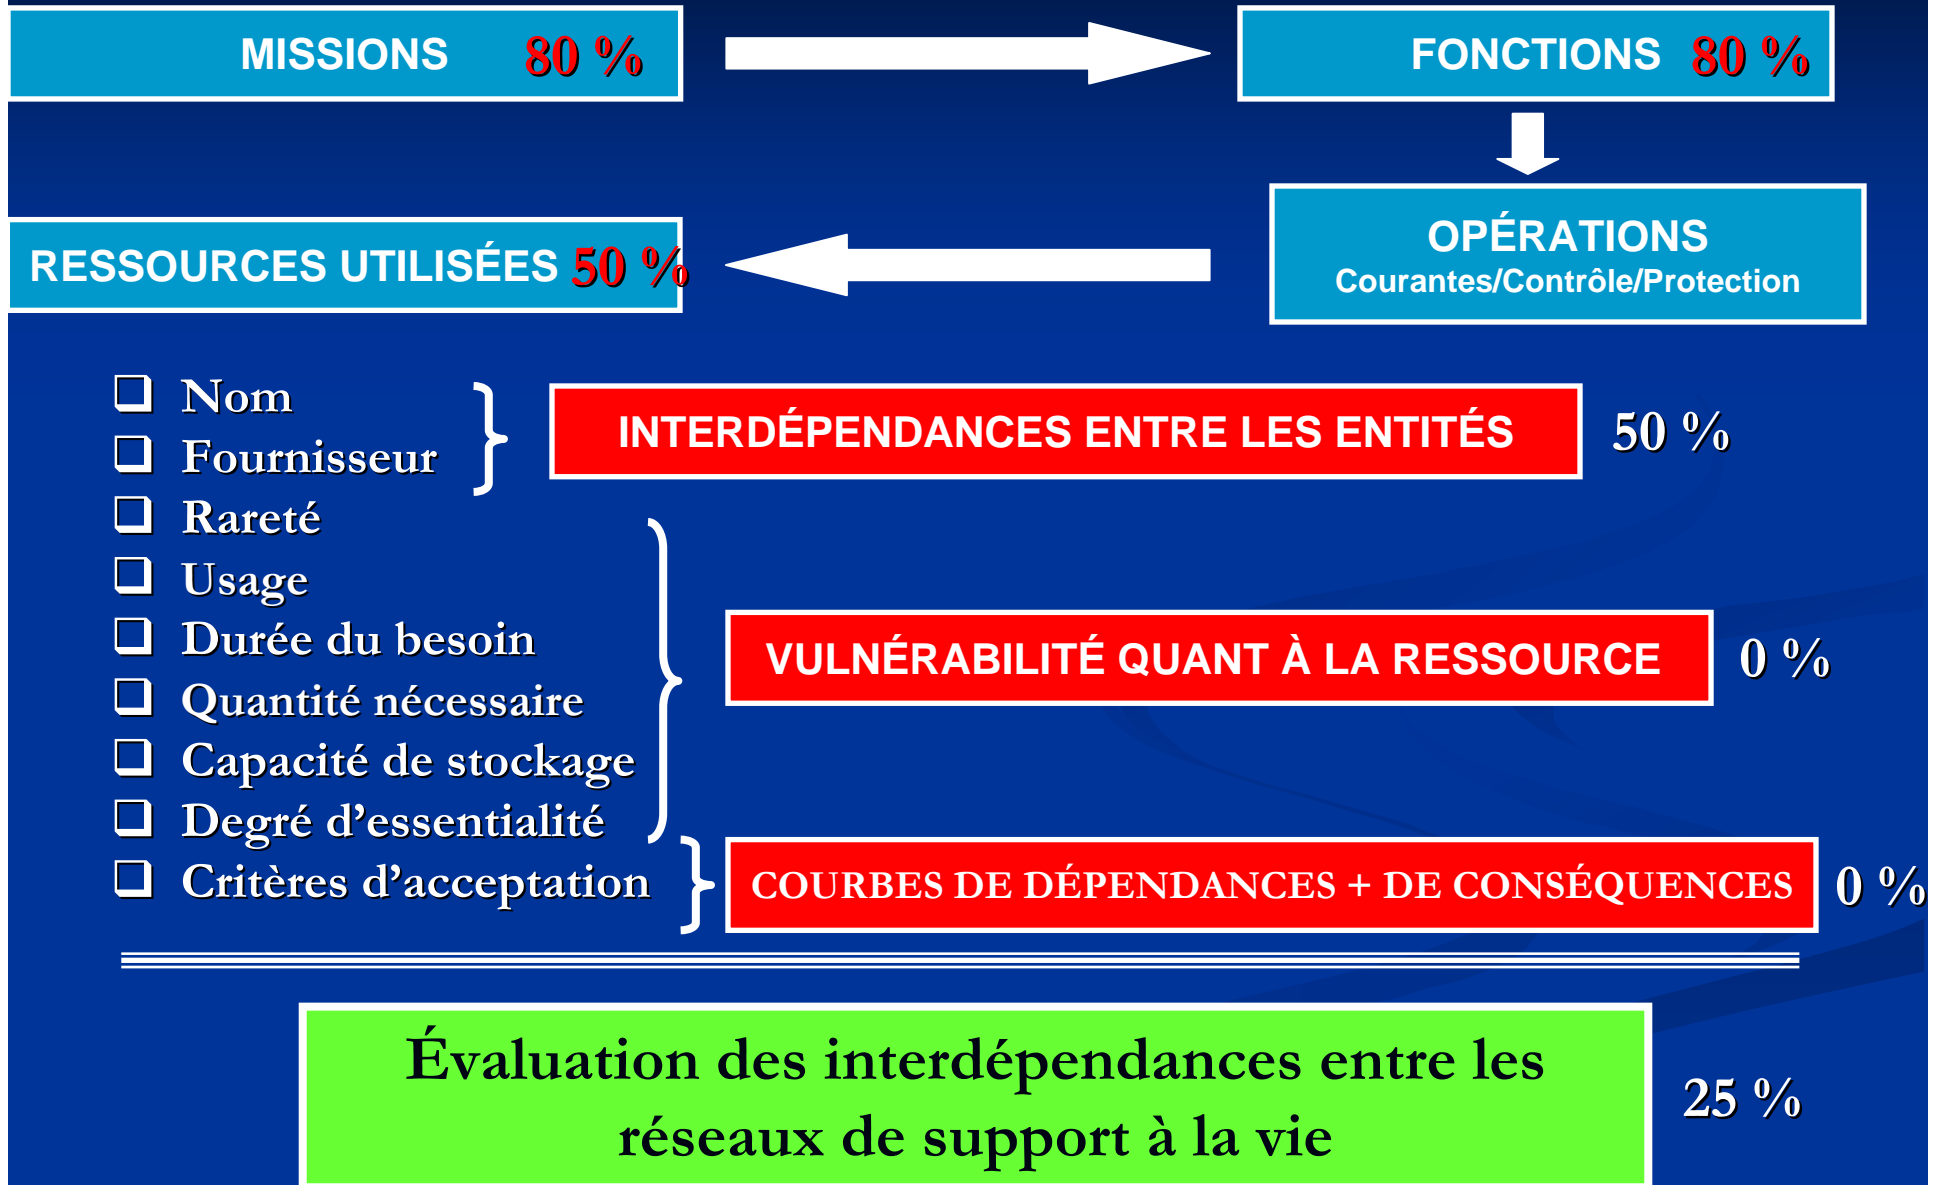 MISSIONS 80 %
FONCTIONS 80 %
OPÉRATIONS
Courantes/Contrôle/Protection
RESSOURCES UTILISÉES 50 %
❑ Nom
❑ Fournisseur
INTERDÉPENDANCES ENTRE LES ENTITÉS 50 %
❑ Rareté
❑ Usage
❑ Durée du besoin
❑ Quantité nécessaire
❑ Capacité de stockage
❑ Degré d’essentialité
VULNÉRABILITÉ QUANT À LA RESSOURCE 0 %
❑ Critères d’acceptation
COURBES DE DÉPENDANCES + DE CONSÉQUENCES 0 %
Évaluation des interdépendances entre les
réseaux de support à la vie
25 %